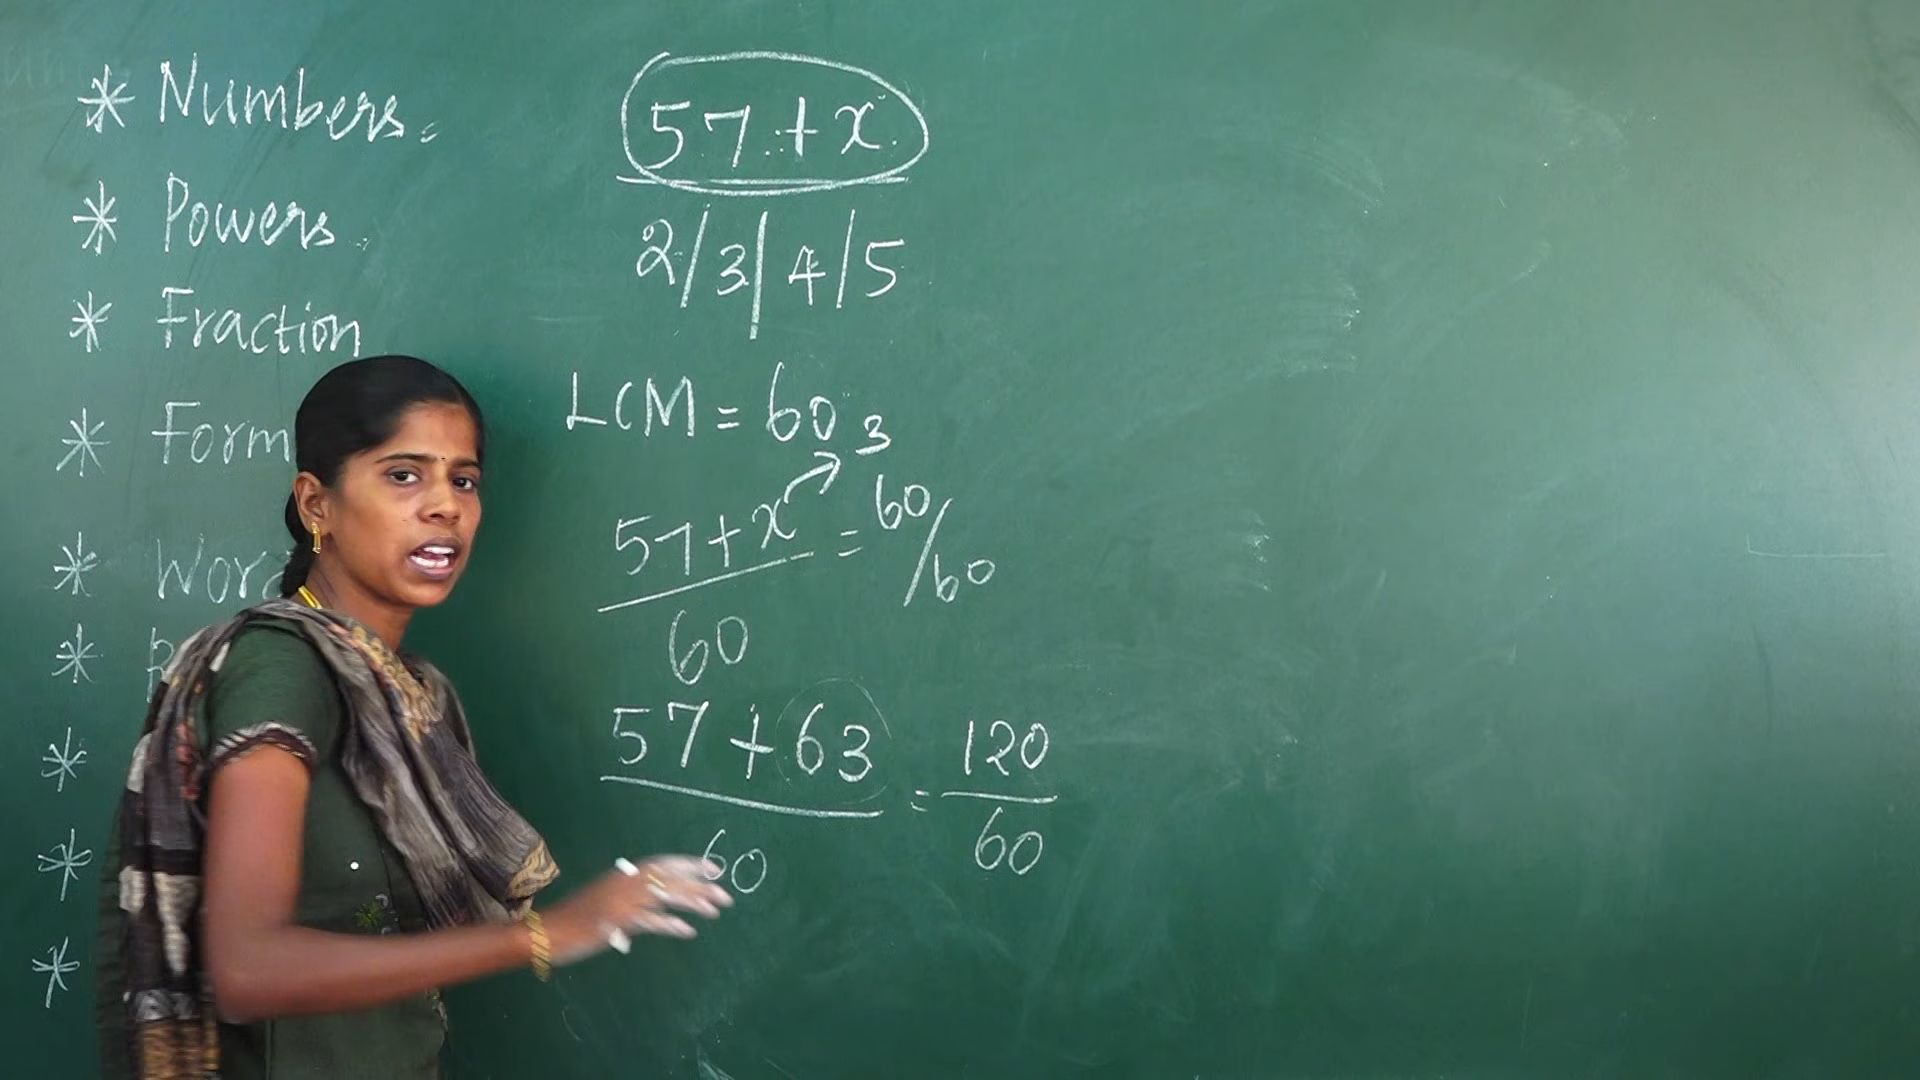 * Numbers.
* Powers.
* Fraction
* Form
* Word
*
*
*
*
57 + x
2/3/4/5
LCM = 60
3
57 + x = 60/60
60
57 + 63 = 120
60 60